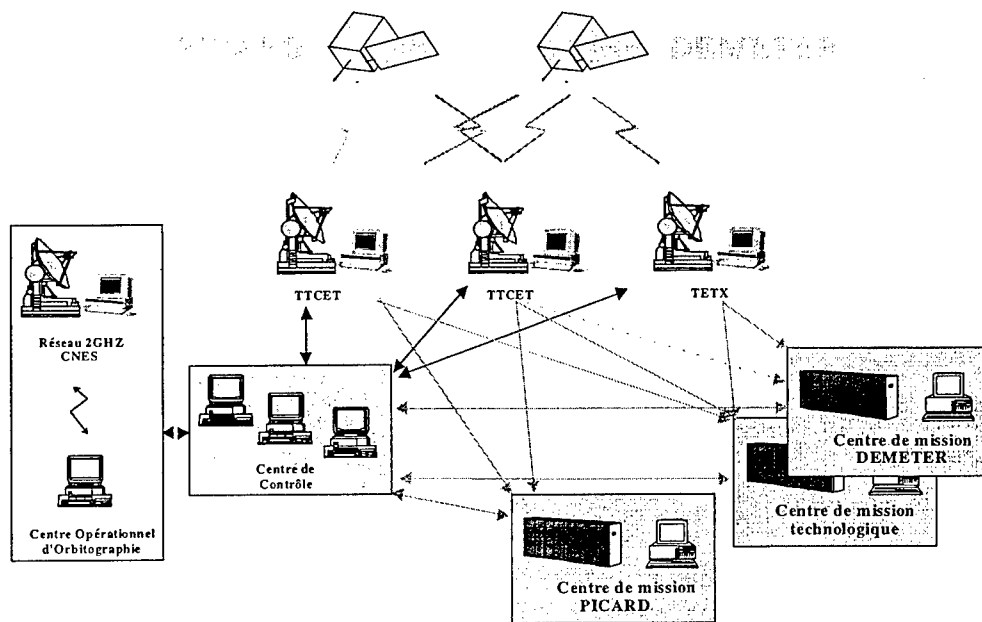 DEMETER
TTCET
TTCET
TETX
Réseau 2GHZ
CNES
Centre Opérationnel
d'Orbitographie
Centre de
Contrôle
Centre de mission
DEMETER
Centre de mission
technologique
Centre de mission
PICARD